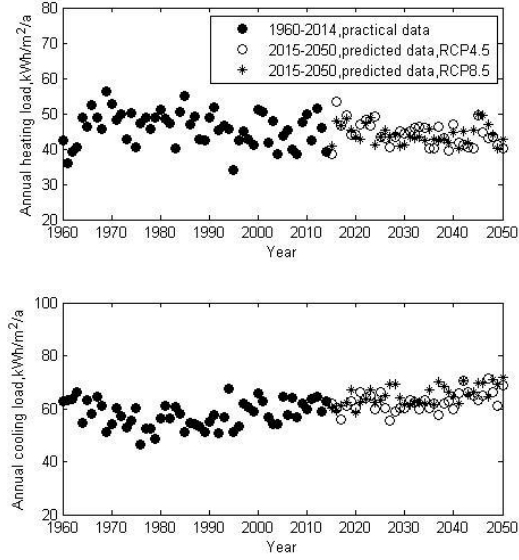 80
70
60
50
40
30
20
Annual heating load,kWh/m²/a
1960-2014,practical data
2015-2050,predicted data,RCP4.5
2015-2050,predicted data,RCP8.5
1960 1970 1980 1990 2000 2010 2020 2030 2040 2050
Year
100
80
60
40
20
Annual cooling load,kWh/m²/a
1960 1970 1980 1990 2000 2010 2020 2030 2040 2050
Year